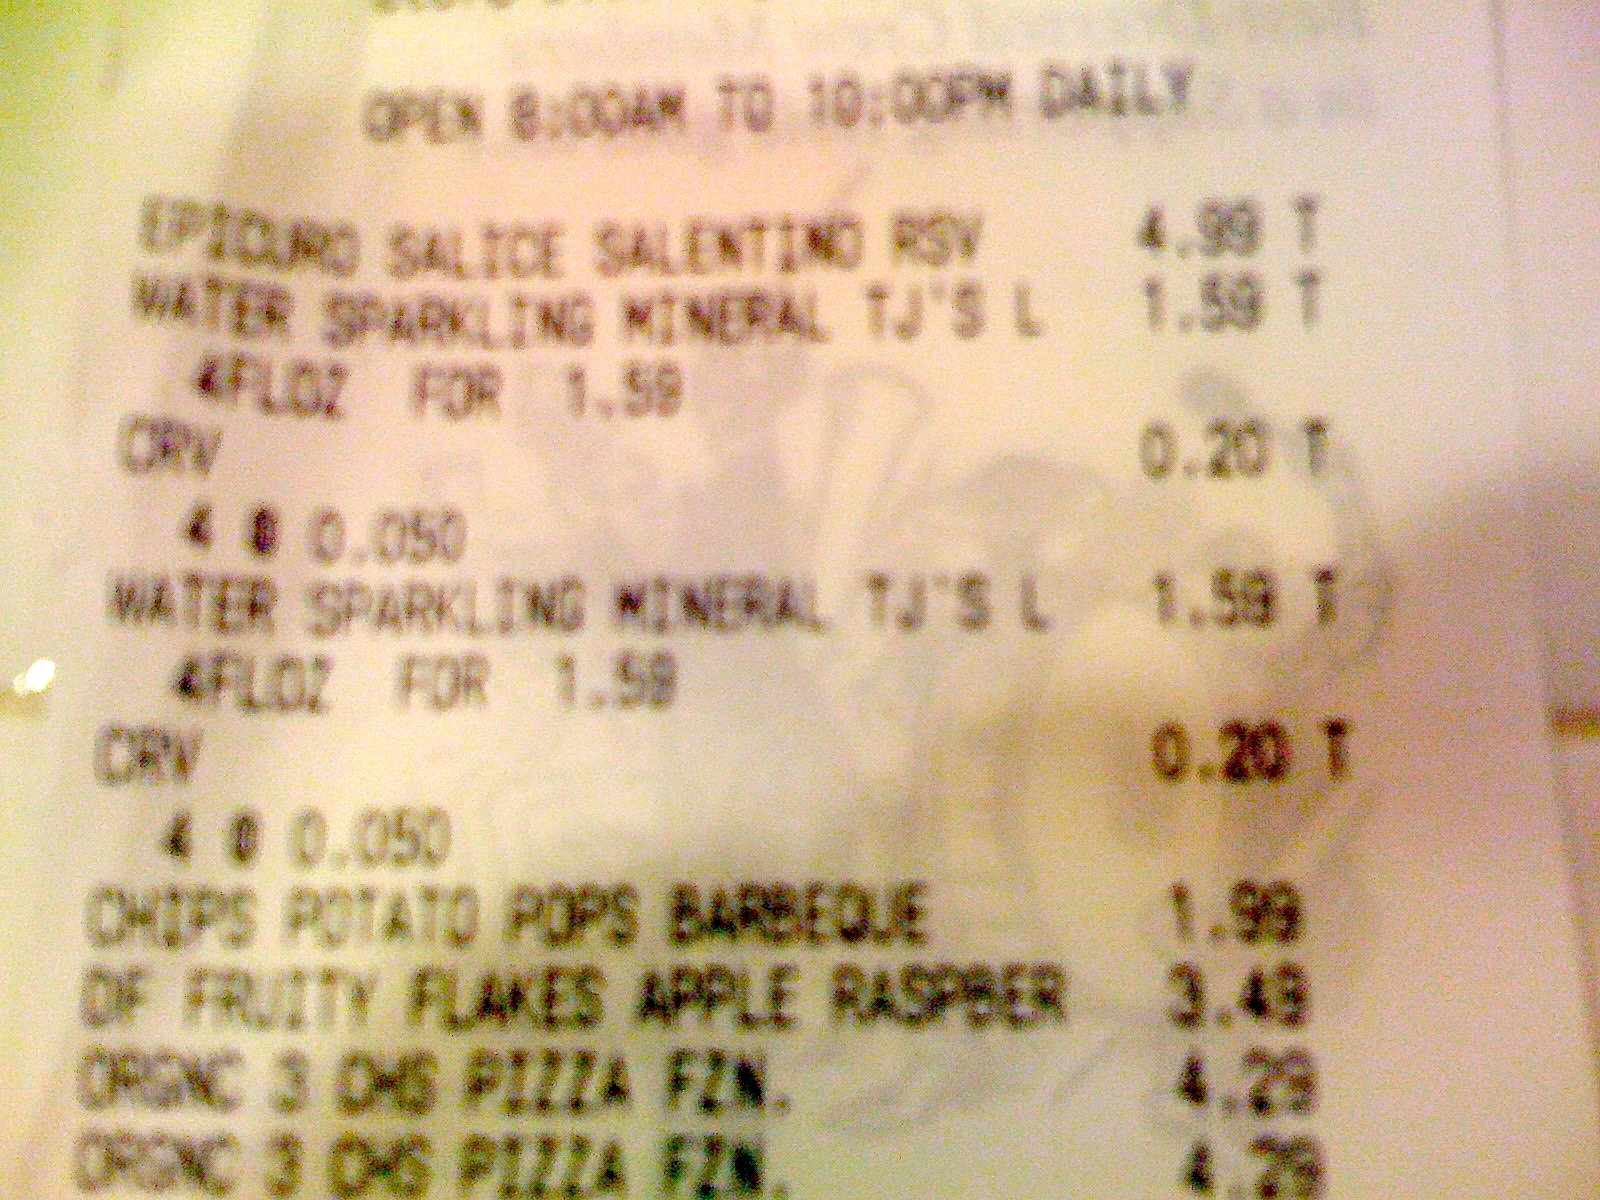 OPEN 8:00AM TO 10:00PM DAILY
EPICURO SALICE SALENTINO RSV 4.99 T
WATER SPARKLING MINERAL TJ'S L 1.59 T
4FLOZ FOR 1.59
CRV 0.20 T
4 @ 0.050
WATER SPARKLING MINERAL TJ'S L 1.59 T
4FLOZ FOR 1.59
CRV 0.20 T
4 @ 0.050
CHIPS POTATO POPS BARBEQUE 1.99
OF FRUITY FLAKES APPLE RASPBER 3.49
ORGNC 3 CHS PIZZA FZN. 4.29
ORGNC 3 CHS PIZZA FZN. 4.29